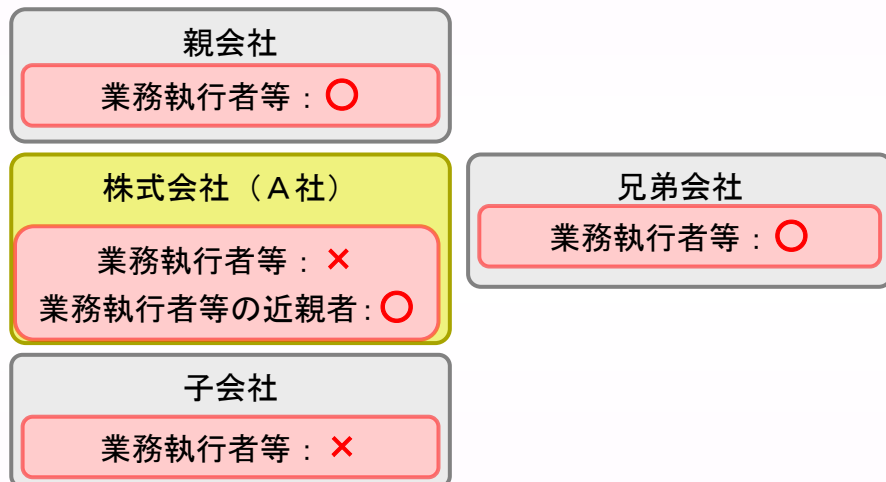 親会社
業務執行者等：○
株式会社（Ａ社）
業務執行者等：×
業務執行者等の近親者：○
兄弟会社
業務執行者等：○
子会社
業務執行者等：×